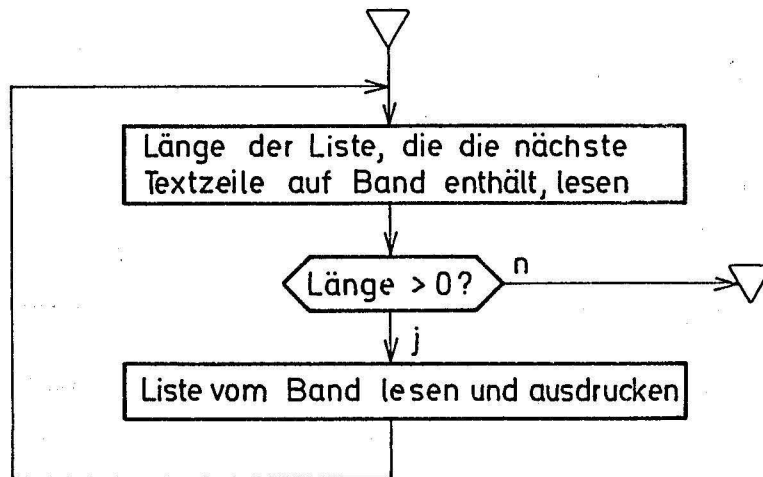 Länge der Liste, die die nächste
Textzeile auf Band enthält, lesen
Länge > 0?
n
j
Liste vom Band lesen und ausdrucken